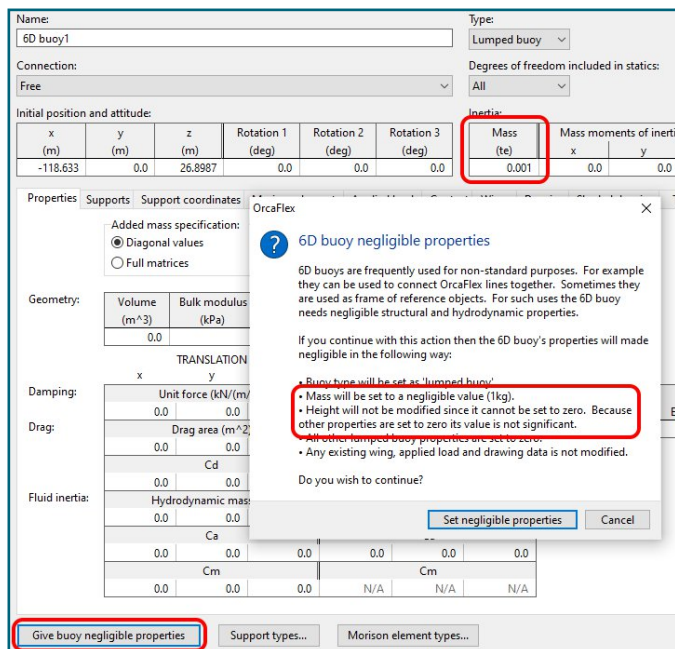 Name:
Type:
6D buoy1
Lumped buoy
Connection:
Degrees of freedom included in statics:
Free
All
Initial position and attitude:
Inertia:
x y z Rotation 1 Rotation 2 Rotation 3 Mass Mass moments of inerti
(m) (m) (m) (deg) (deg) (deg) (te) x y
-118.633 0.0 26.8987 0.0 0.0 0.0 0.001 0.0 0.0
Properties Supports Support coordinates
Added mass specification:
Diagonal values
Full matrices
OrcaFlex
6D buoy negligible properties
6D buoys are frequently used for non-standard purposes. For example
they can be used to connect OrcaFlex lines together. Sometimes they
are used as frame of reference objects. For such uses the 6D buoy
needs negligible structural and hydrodynamic properties.
If you continue with this action then the 6D buoy's properties will made
negligible in the following way:
• Buoy type will be set as 'lumped buoy'
• Mass will be set to a negligible value (1kg).
• Height will not be modified since it cannot be set to zero. Because
other properties are set to zero its value is not significant.
• All other lumped buoy properties are set to zero.
• Any existing wing, applied load and drawing data is not modified.
Do you wish to continue?
Set negligible properties Cancel
Geometry:
Volume Bulk modulus
(m^3) (kPa)
0.0
TRANSLATION
x y
Damping:
Unit force (kN/(m/
0.0 0.0
Drag:
Drag area (m^2)
0.0 0.0
Cd
0.0 0.0
Fluid inertia:
Hydrodynamic mass
0.0 0.0
Ca
0.0 0.0 0.0 0.0 0.0 0.0
Cm Cm
0.0 0.0 0.0 N/A N/A N/A
Give buoy negligible properties Support types... Morison element types...